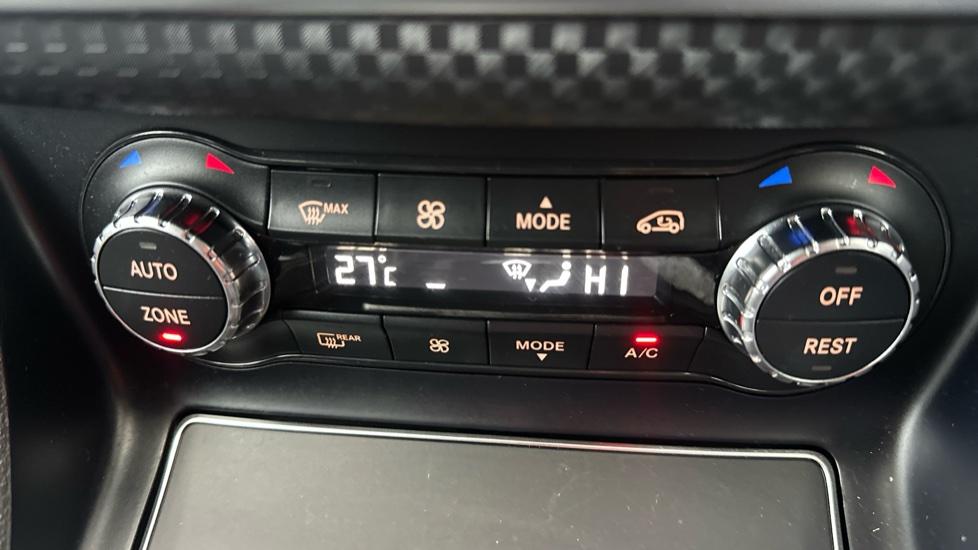 MAX
MODE
AUTO
ZONE
27°C
HI
OFF
REST
REAR
MODE
A/C